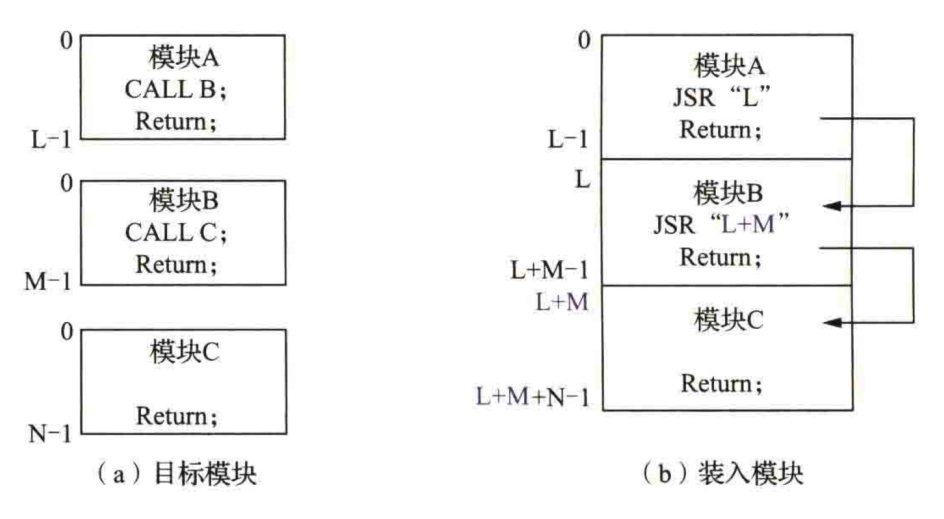 0
模块A
CALL B；
Return；
L-1
0
模块B
CALL C；
Return；
M-1
0
模块C
Return；
N-1
（a）目标模块
0
模块A
JSR “L”
Return；
L-1
L
模块B
JSR “L+M”
Return；
L+M-1
L+M
模块C
Return；
L+M+N-1
（b）装入模块